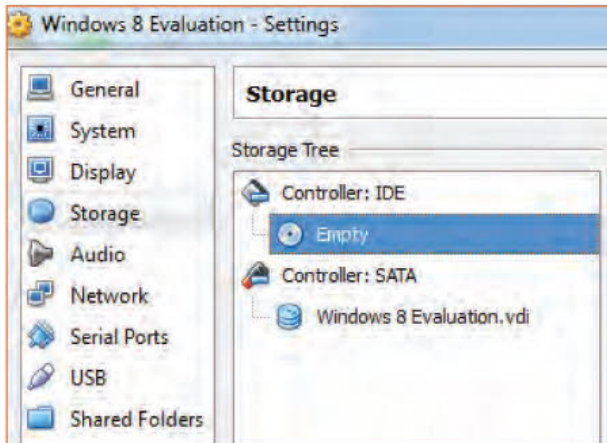 Windows 8 Evaluation - Settings
General
System
Display
Storage
Audio
Network
Serial Ports
USB
Shared Folders
Storage
Storage Tree
Controller: IDE
Empty
Controller: SATA
Windows 8 Evaluation.vdi